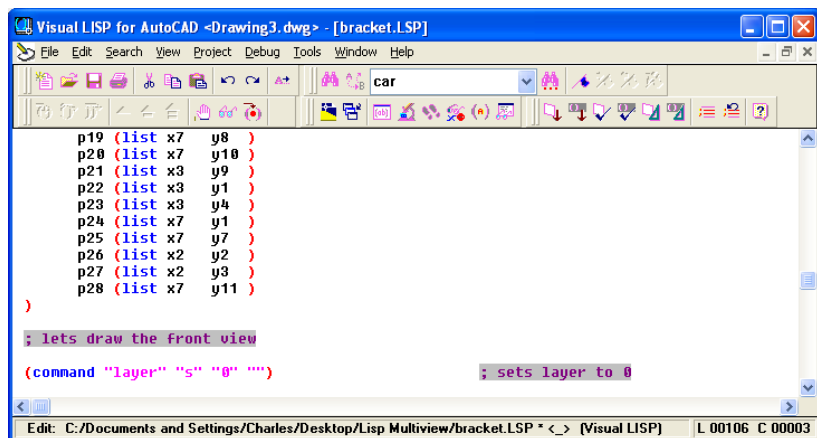 Visual LISP for AutoCAD <Drawing3.dwg> - [bracket.LSP]
File Edit Search View Project Debug Tools Window Help
car
p19 (list x7 y8 )
p20 (list x7 y10 )
p21 (list x3 y9 )
p22 (list x3 y1 )
p23 (list x3 y4 )
p24 (list x7 y1 )
p25 (list x7 y7 )
p26 (list x2 y2 )
p27 (list x2 y3 )
p28 (list x7 y11 )
)
; lets draw the front view
(command "layer" "s" "0" "") ; sets layer to 0
Edit: C:/Documents and Settings/Charles/Desktop/Lisp Multiview/bracket.LSP * <_> (Visual LISP) L 00106 C 00003